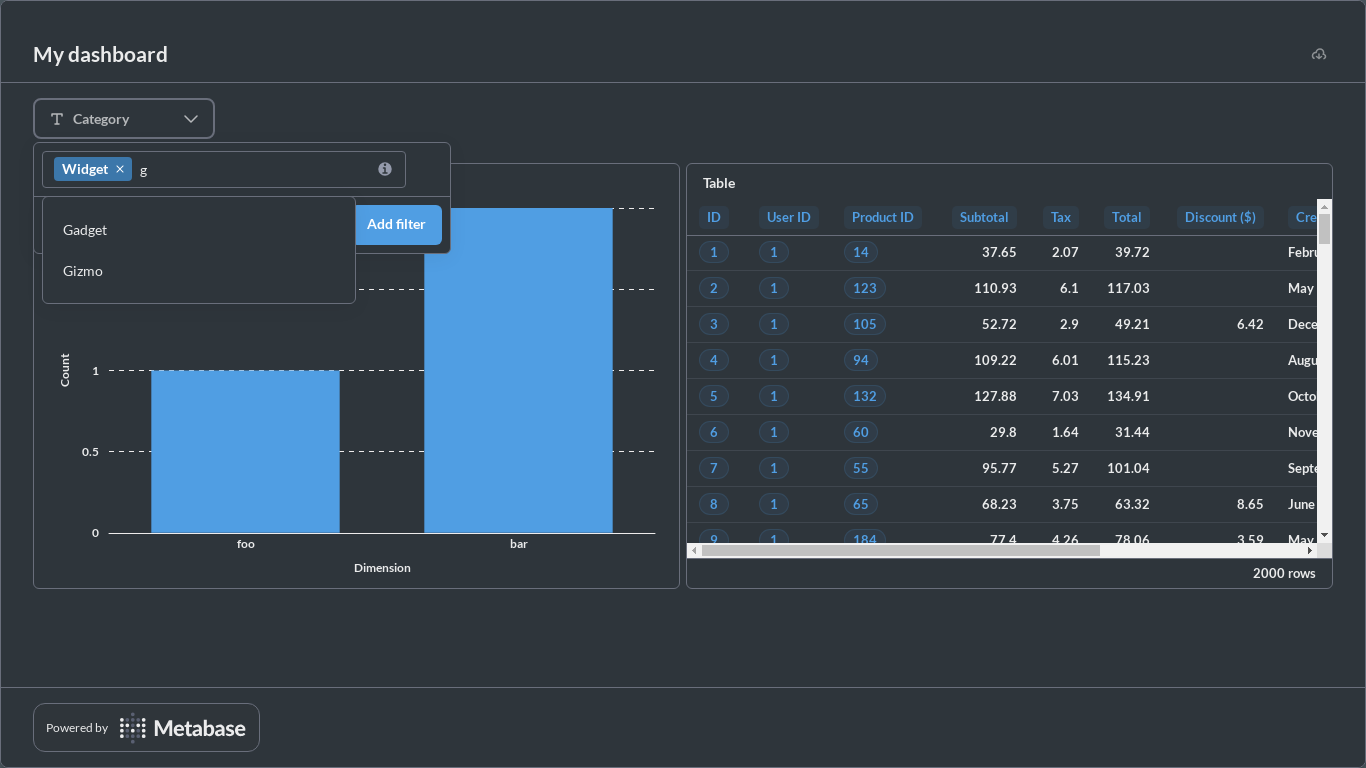 My dashboard
Category
Widget g
Gadget
Gizmo
Add filter
Count
1
0.5
0
foo bar
Dimension
Table
ID User ID Product ID Subtotal Tax Total Discount ($) Cre
1 1 14 37.65 2.07 39.72 Febru
2 1 123 110.93 6.1 117.03 May
3 1 105 52.72 2.9 49.21 6.42 Dece
4 1 94 109.22 6.01 115.23 Augu
5 1 132 127.88 7.03 134.91 Octo
6 1 60 29.8 1.64 31.44 Nove
7 1 55 95.77 5.27 101.04 Septe
8 1 65 68.23 3.75 63.32 8.65 June
9 1 184 77.4 4.26 78.06 3.59 May
2000 rows
Powered by Metabase